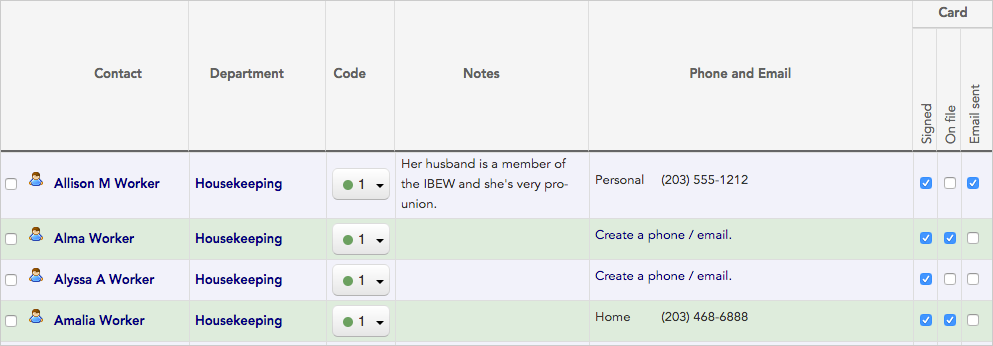 Card
Contact Department Code Notes Phone and Email Signed On file Email sent
Allison M Worker Housekeeping 1 Her husband is a member of Personal (203) 555-1212
the IBEW and she's very pro-
union.
Alma Worker Housekeeping 1 Create a phone / email.
Alyssa A Worker Housekeeping 1 Create a phone / email.
Amalia Worker Housekeeping 1 Home (203) 468-6888